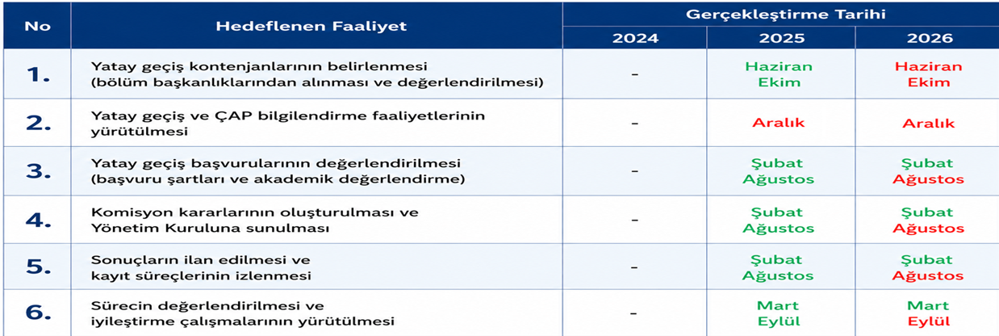 No
Hedeflenen Faaliyet
Gerçekleştirme Tarihi
2024
2025
2026
1.
Yatay geçiş kontenjanlarının belirlenmesi
(bölüm başkanlıklarından alınması ve değerlendirilmesi)
-
Haziran
Ekim
Haziran
Ekim
2.
Yatay geçiş ve ÇAP bilgilendirme faaliyetlerinin
yürütülmesi
-
Aralık
Aralık
3.
Yatay geçiş başvurularının değerlendirilmesi
(başvuru şartları ve akademik değerlendirme)
-
Şubat
Ağustos
Şubat
Ağustos
4.
Komisyon kararlarının oluşturulması ve
Yönetim Kuruluna sunulması
-
Şubat
Ağustos
Şubat
Ağustos
5.
Sonuçların ilan edilmesi ve
kayıt süreçlerinin izlenmesi
-
Şubat
Ağustos
Şubat
Ağustos
6.
Sürecin değerlendirilmesi ve
iyileştirme çalışmalarının yürütülmesi
-
Mart
Eylül
Mart
Eylül